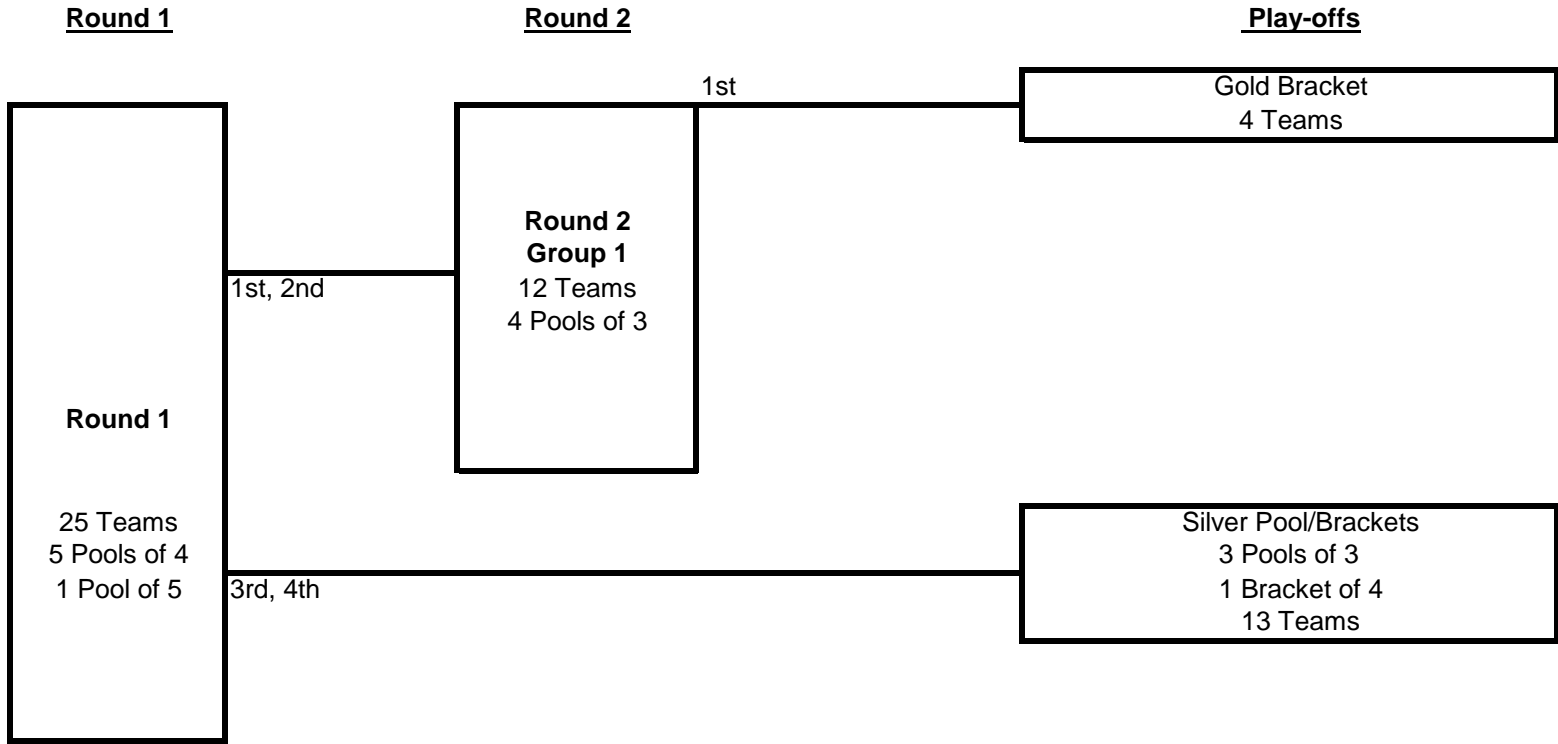 Round 1
Round 2
Play-offs
1st
Gold Bracket
4 Teams
Round 2
Group 1
12 Teams
4 Pools of 3
1st, 2nd
Round 1
25 Teams
5 Pools of 4
1 Pool of 5
3rd, 4th
Silver Pool/Brackets
3 Pools of 3
1 Bracket of 4
13 Teams